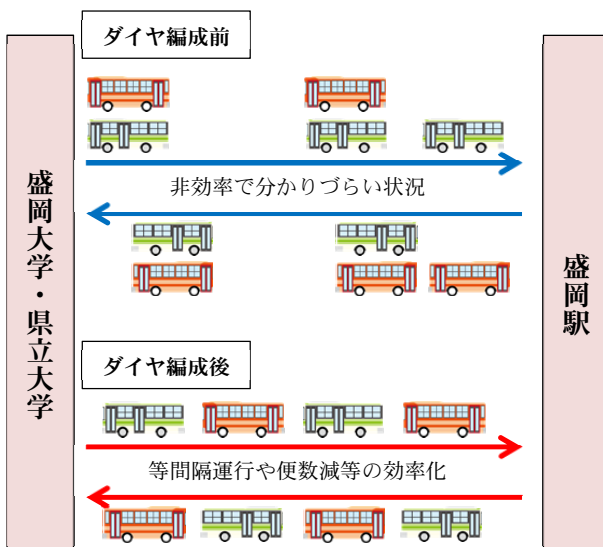 ダイヤ編成前
非効率で分かりづらい状況
盛岡大学・県立大学
盛岡駅
ダイヤ編成後
等間隔運行や便数減等の効率化